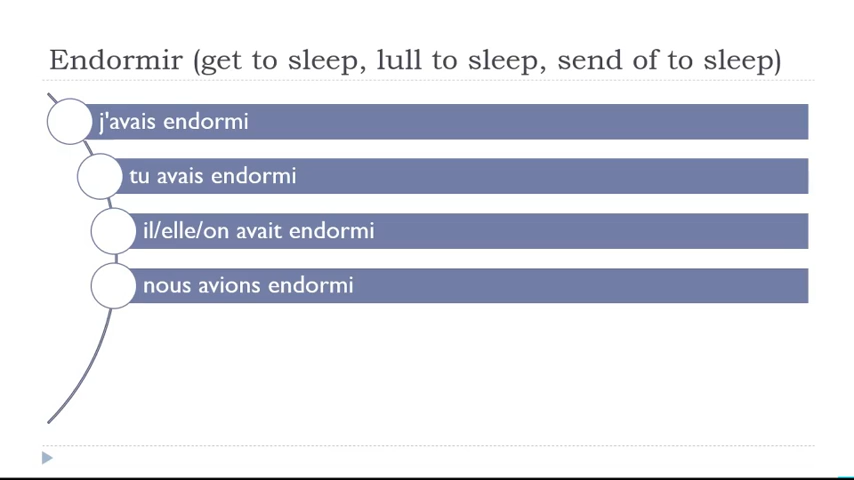 Endormir (get to sleep, lull to sleep, send of to sleep)
j'avais endormi
tu avais endormi
il/elle/on avait endormi
nous avions endormi